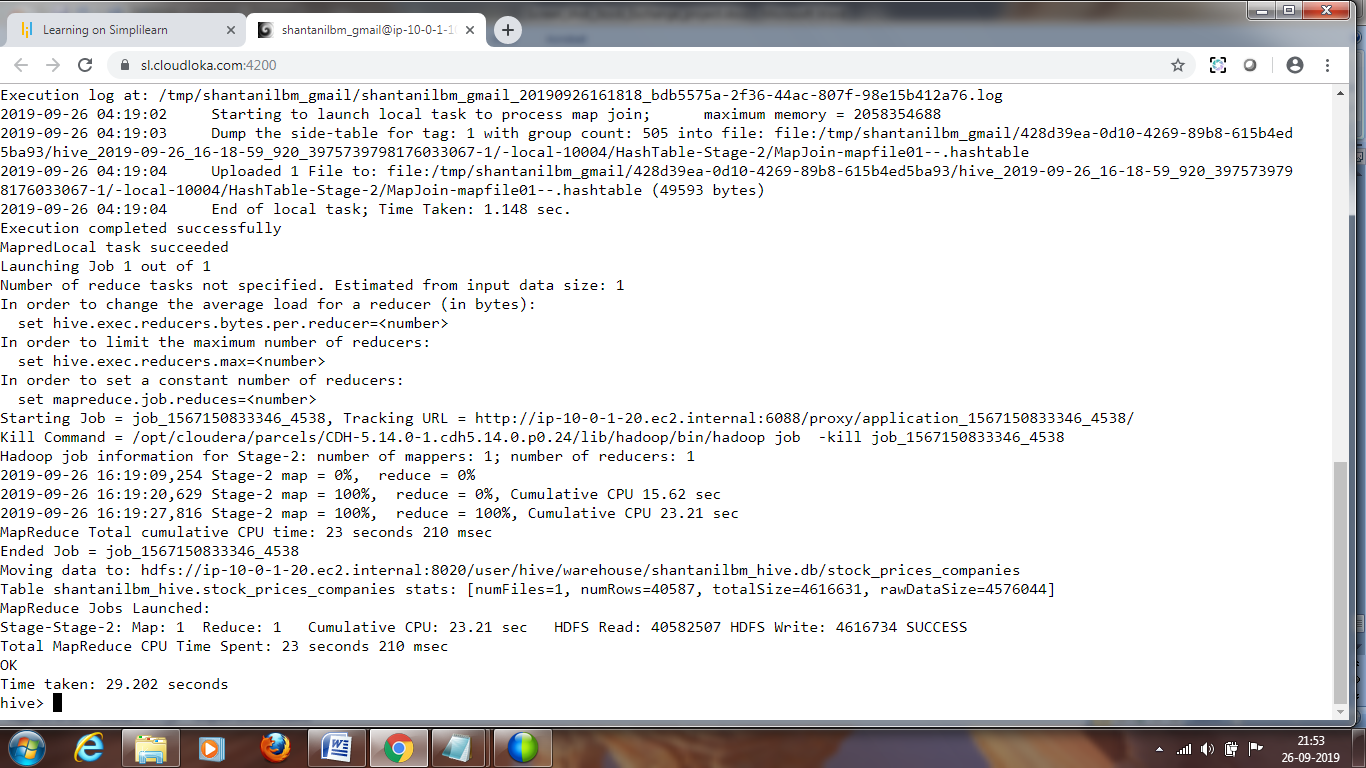 Learning on Simplilearn
shantanilbm_gmail@ip-10-0-1-10
sl.cloudloka.com:4200
Execution log at: /tmp/shantanilbm_gmail/shantanilbm_gmail_20190926161818_bdb5575a-2f36-44ac-807f-98e15b412a76.log
2019-09-26 04:19:02     Starting to launch local task to process map join;      maximum memory = 2058354688
2019-09-26 04:19:03     Dump the side-table for tag: 1 with group count: 505 into file: file:/tmp/shantanilbm_gmail/428d39ea-0d10-4269-89b8-615b4ed
5ba93/hive_2019-09-26_16-18-59_920_3975739798176033067-1/-local-10004/HashTable-Stage-2/MapJoin-mapfile01--.hashtable
2019-09-26 04:19:04     Uploaded 1 File to: file:/tmp/shantanilbm_gmail/428d39ea-0d10-4269-89b8-615b4ed5ba93/hive_2019-09-26_16-18-59_920_397573979
8176033067-1/-local-10004/HashTable-Stage-2/MapJoin-mapfile01--.hashtable (49593 bytes)
2019-09-26 04:19:04     End of local task; Time Taken: 1.148 sec.
Execution completed successfully
MapredLocal task succeeded
Launching Job 1 out of 1
Number of reduce tasks not specified. Estimated from input data size: 1
In order to change the average load for a reducer (in bytes):
  set hive.exec.reducers.bytes.per.reducer=<number>
In order to limit the maximum number of reducers:
  set hive.exec.reducers.max=<number>
In order to set a constant number of reducers:
  set mapreduce.job.reduces=<number>
Starting Job = job_1567150833346_4538, Tracking URL = http://ip-10-0-1-20.ec2.internal:6088/proxy/application_1567150833346_4538/
Kill Command = /opt/cloudera/parcels/CDH-5.14.0-1.cdh5.14.0.p0.24/lib/hadoop/bin/hadoop job  -kill job_1567150833346_4538
Hadoop job information for Stage-2: number of mappers: 1; number of reducers: 1
2019-09-26 16:19:09,254 Stage-2 map = 0%,  reduce = 0%
2019-09-26 16:19:20,629 Stage-2 map = 100%,  reduce = 0%, Cumulative CPU 15.62 sec
2019-09-26 16:19:27,816 Stage-2 map = 100%,  reduce = 100%, Cumulative CPU 23.21 sec
MapReduce Total cumulative CPU time: 23 seconds 210 msec
Ended Job = job_1567150833346_4538
Moving data to: hdfs://ip-10-0-1-20.ec2.internal:8020/user/hive/warehouse/shantanilbm_hive.db/stock_prices_companies
Table shantanilbm_hive.stock_prices_companies stats: [numFiles=1, numRows=40587, totalSize=4616631, rawDataSize=4576044]
MapReduce Jobs Launched:
Stage-Stage-2: Map: 1  Reduce: 1   Cumulative CPU: 23.21 sec   HDFS Read: 40582507 HDFS Write: 4616734 SUCCESS
Total MapReduce CPU Time Spent: 23 seconds 210 msec
OK
Time taken: 29.202 seconds
hive>
21:53
26-09-2019